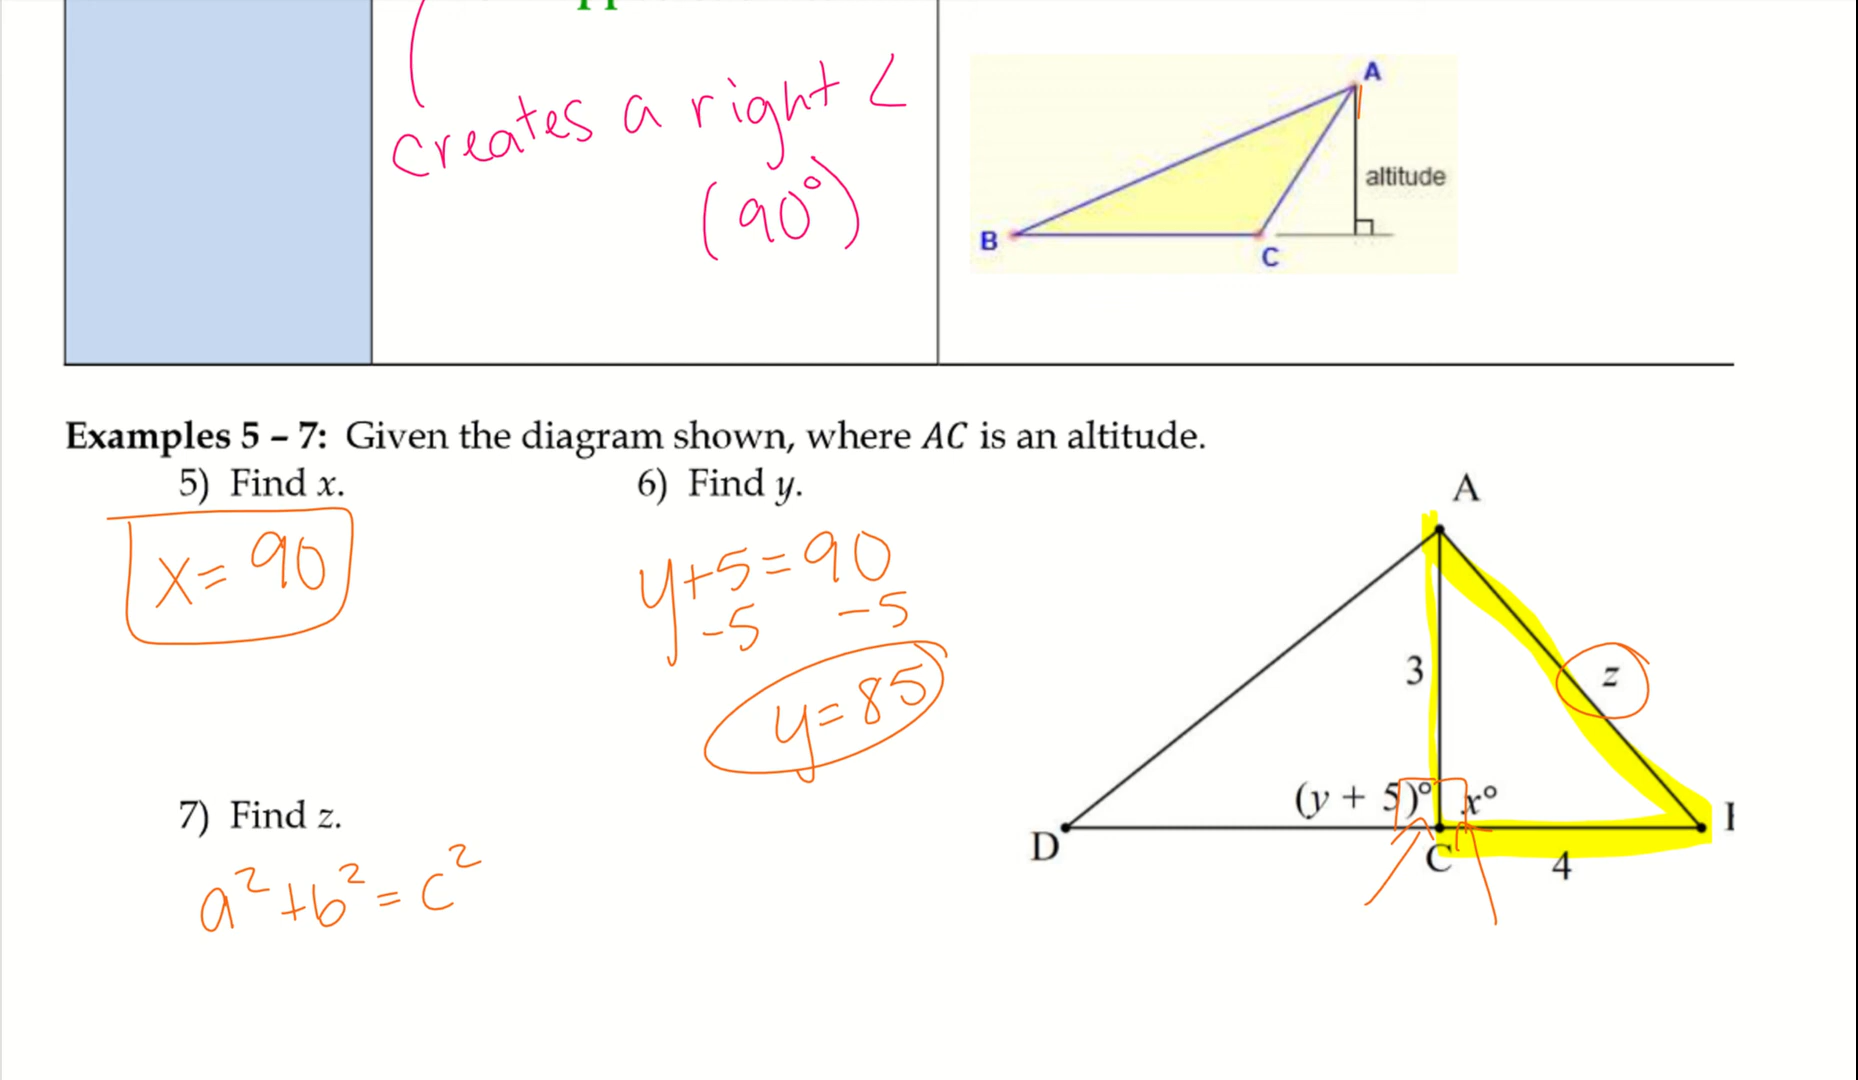 creates a right <
(90°)
A
altitude
B
C
Examples 5 – 7: Given the diagram shown, where AC is an altitude.
5) Find x.
6) Find y.
x = 90
y+5=90
-5 -5
y=85
7) Find z.
a²+b²=c²
A
3
z
(y + 5)°
x°
D
C
4